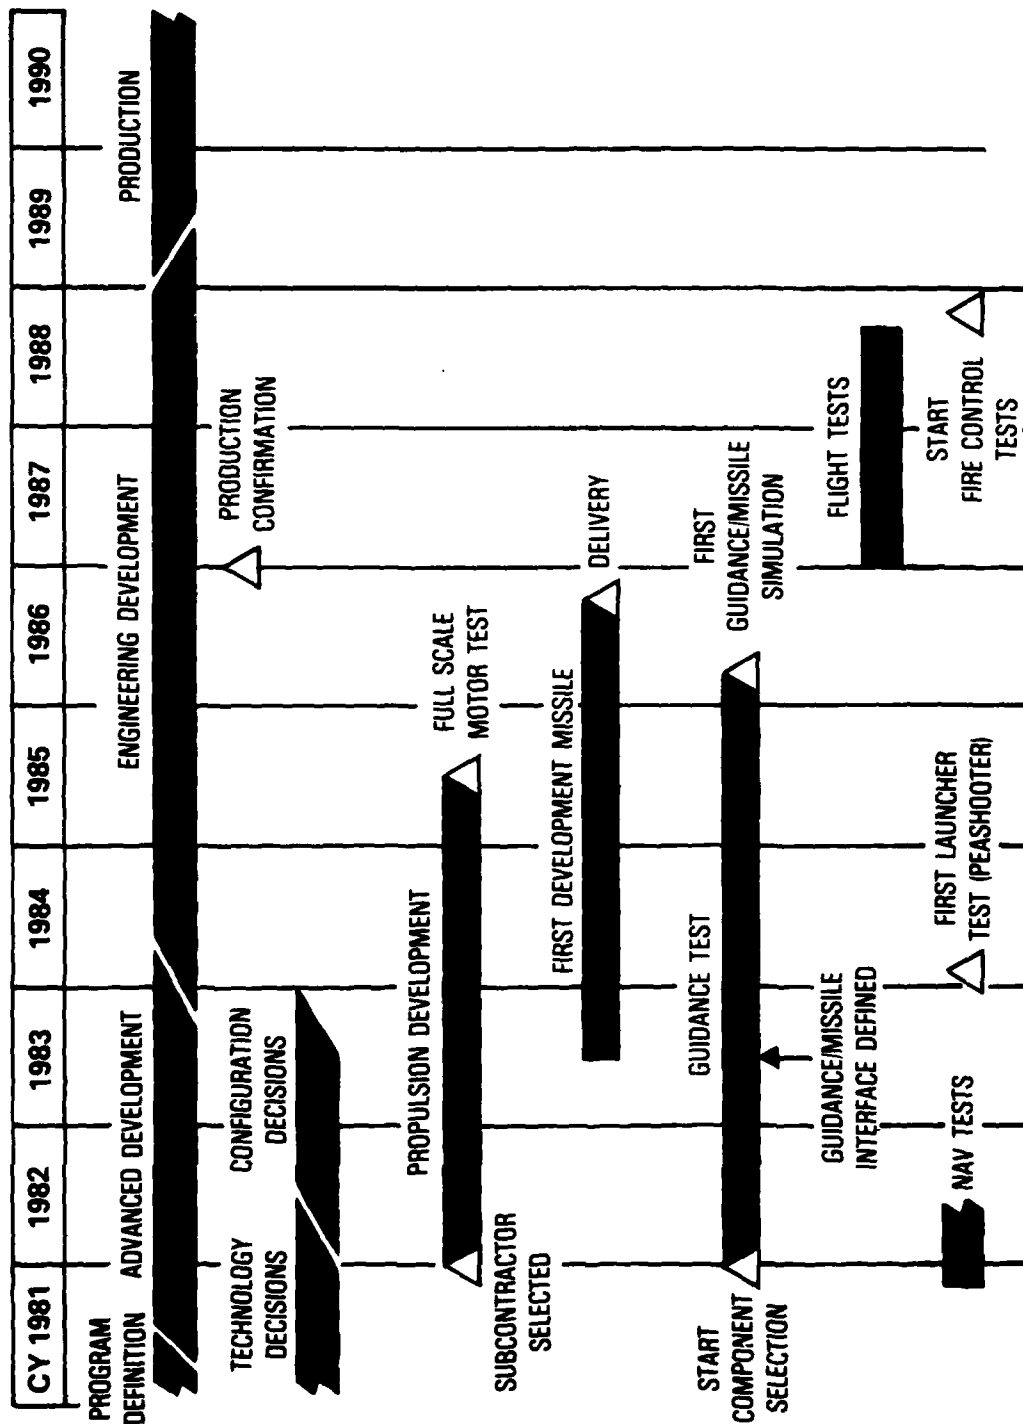 CY 1981 1982 1983 1984 1985 1986 1987 1988 1989 1990
PROGRAM
DEFINITION
ADVANCED DEVELOPMENT
ENGINEERING DEVELOPMENT
PRODUCTION
TECHNOLOGY
DECISIONS
CONFIGURATION
DECISIONS
PRODUCTION
CONFIRMATION
PROPULSION DEVELOPMENT
SUBCONTRACTOR
SELECTED
FULL SCALE
MOTOR TEST
FIRST DEVELOPMENT MISSILE
DELIVERY
GUIDANCE TEST
START
COMPONENT
SELECTION
FIRST
GUIDANCE/MISSILE
SIMULATION
GUIDANCE/MISSILE
INTERFACE DEFINED
FLIGHT TESTS
NAV TESTS
FIRST LAUNCHER
TEST (PEASHOOTER)
START
FIRE CONTROL
TESTS